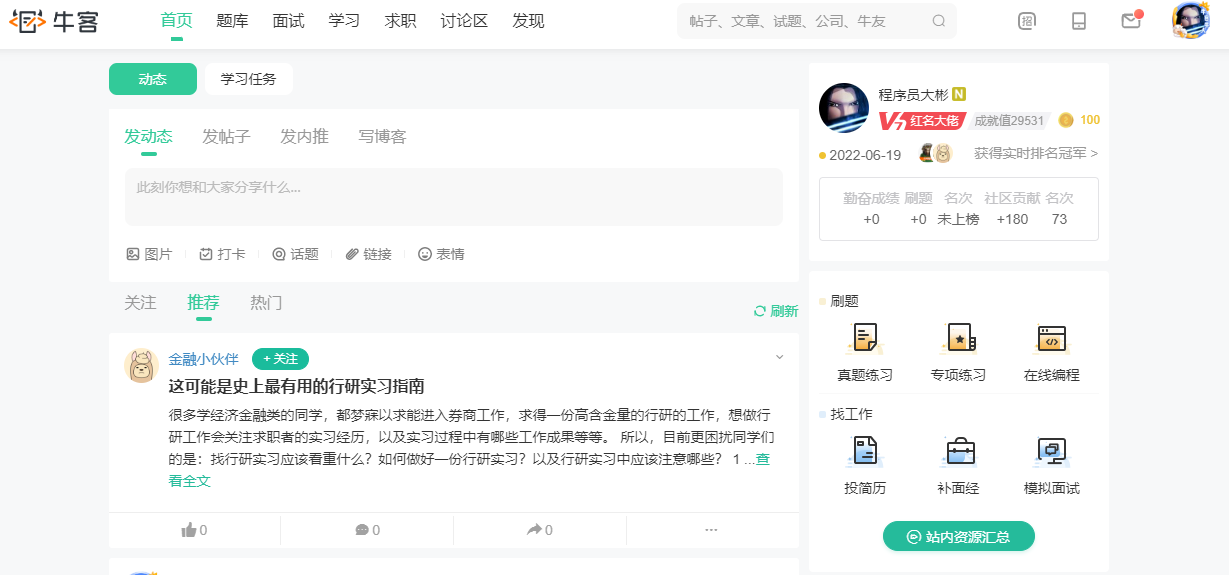 牛客 首页 题库 面试 学习 求职 讨论区 发现 帖子、文章、试题、公司、牛友 招
动态 学习任务
发动态 发帖子 发内推 写博客
此刻你想和大家分享什么...
图片 打卡 话题 链接 表情
关注 推荐 热门 刷新
金融小伙伴 + 关注
这可能是史上最有用的行研实习指南
很多学经济金融类的同学，都梦寐以求能进入券商工作，求得一份高含金量的行研的工作，想做行
研工作会关注求职者的实习经历，以及实习过程中有哪些工作成果等等。 所以，目前更困扰同学们
的是：找行研实习应该看重什么？如何做好一份行研实习？以及行研实习中应该注意哪些？ 1 ...查
看全文
0 0 0 ...
程序员大彬 N
V7 红名大佬 成就值29531 2 100
2022-06-19 获得实时排名冠军 >
勤奋成绩 刷题 名次 社区贡献 名次
+0 +0 未上榜 +180 73
刷题
真题练习 专项练习 在线编程
找工作
投简历 补面经 模拟面试
站内资源汇总